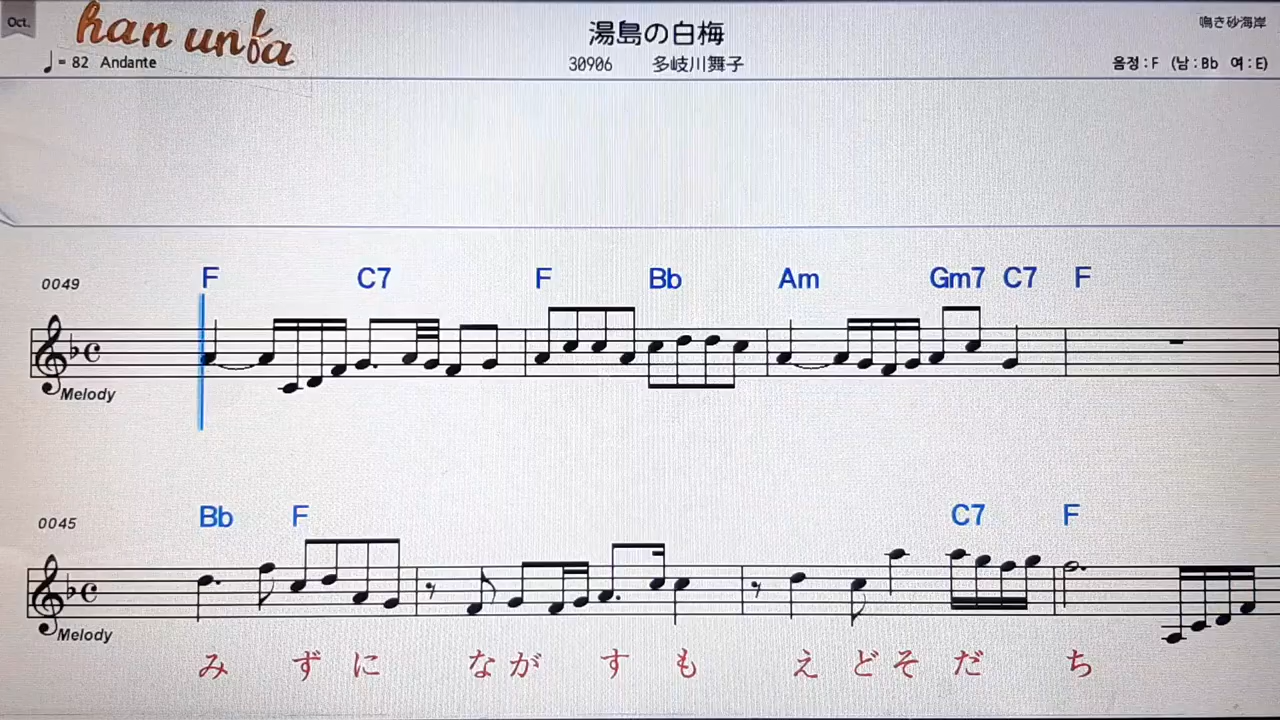 Oct.
han unfa
湯島の白梅
鳴き砂海岸
♩= 82 Andante
30906 多岐川舞子
음정 : F (남 : Bb 여 : E)
0049
F C7 F Bb Am Gm7 C7 F
Melody
0045
Bb F C7 F
Melody
み ず に な が す も え ど そ だ ち